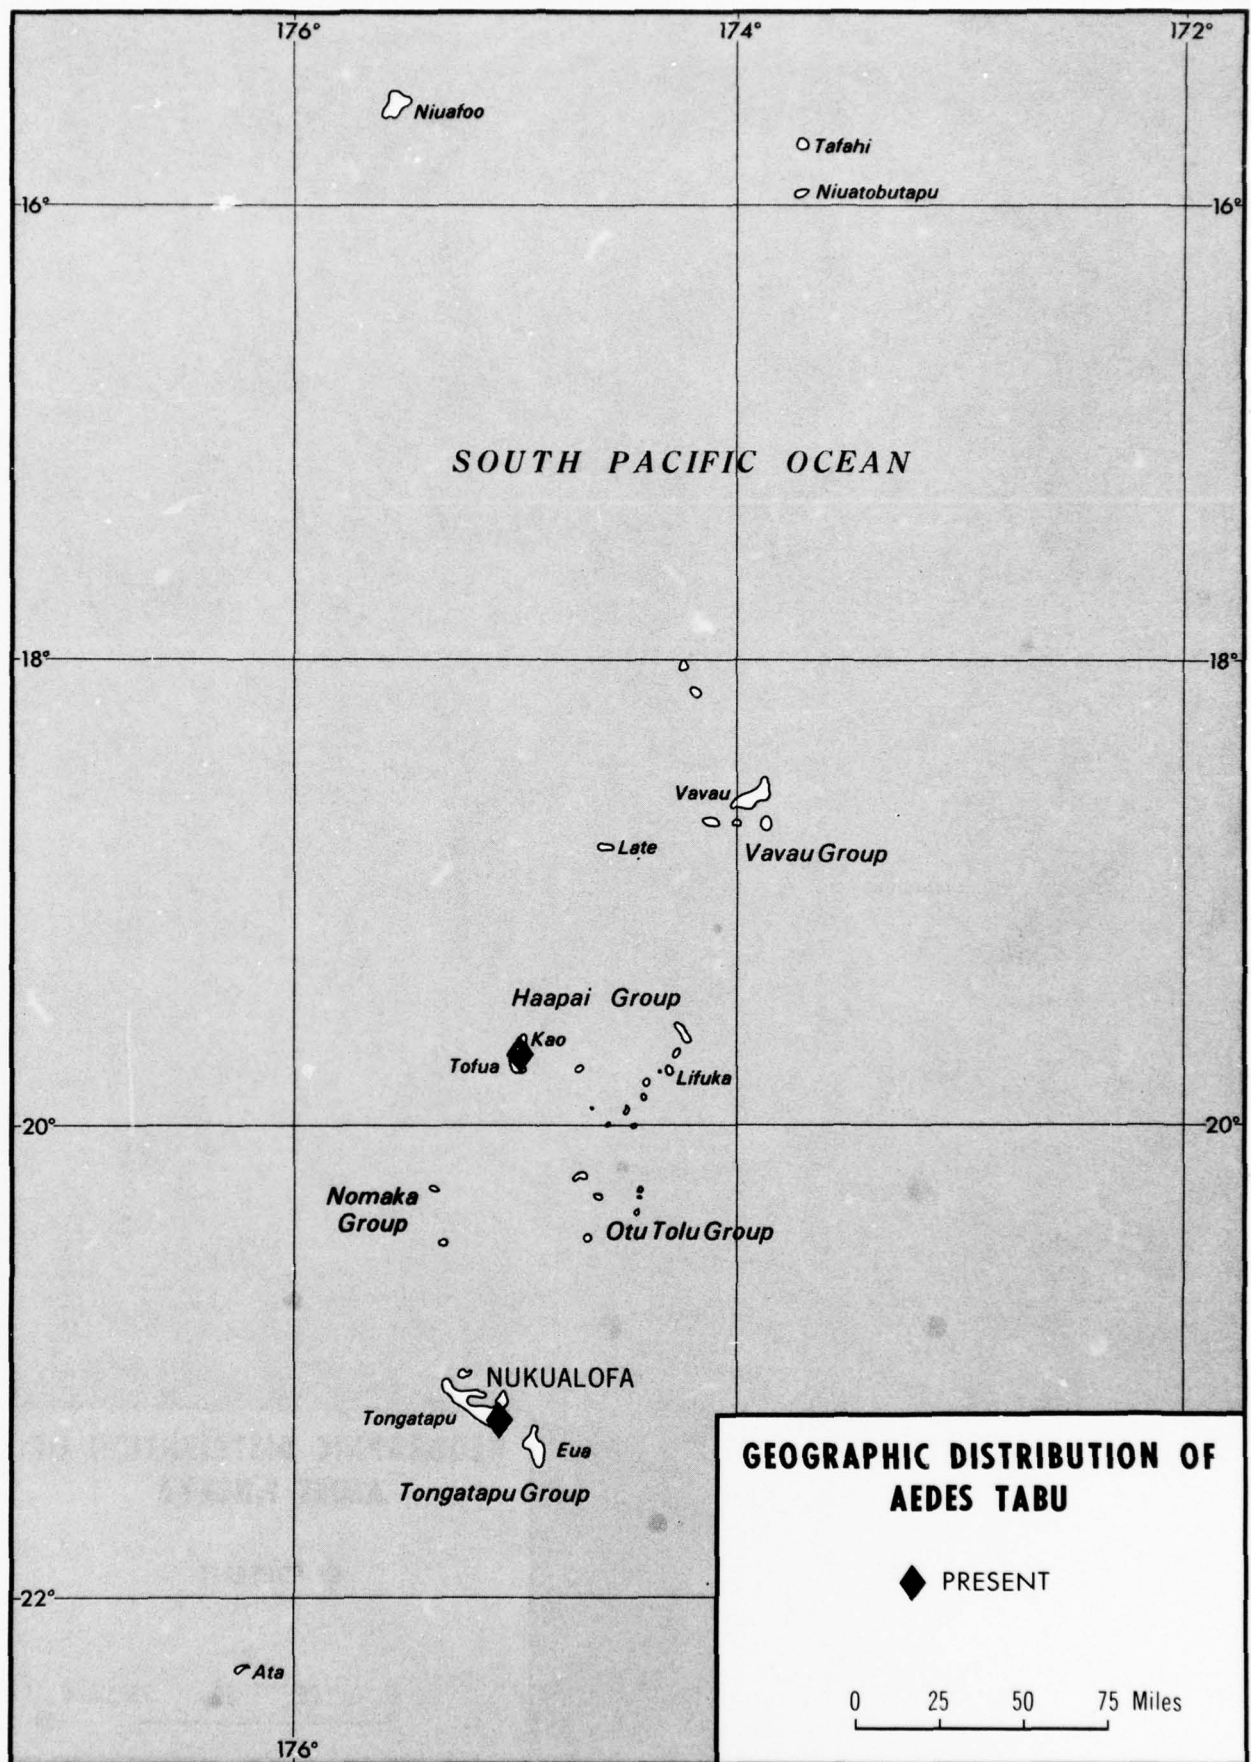 176° 174° 172°
Niuafoo
Tafahi
Niuatobutapu
16° 16°
SOUTH PACIFIC OCEAN
18° 18°
Vavau
Late
Vavau Group
Haapai Group
Kao
Tofua
Lifuka
20° 20°
Nomaka
Group
Otu Tolu Group
NUKUALOFA
Tongatapu
Eua
Tongatapu Group
GEOGRAPHIC DISTRIBUTION OF
AEDES TABU
PRESENT
22°
Ata
0 25 50 75 Miles
176°